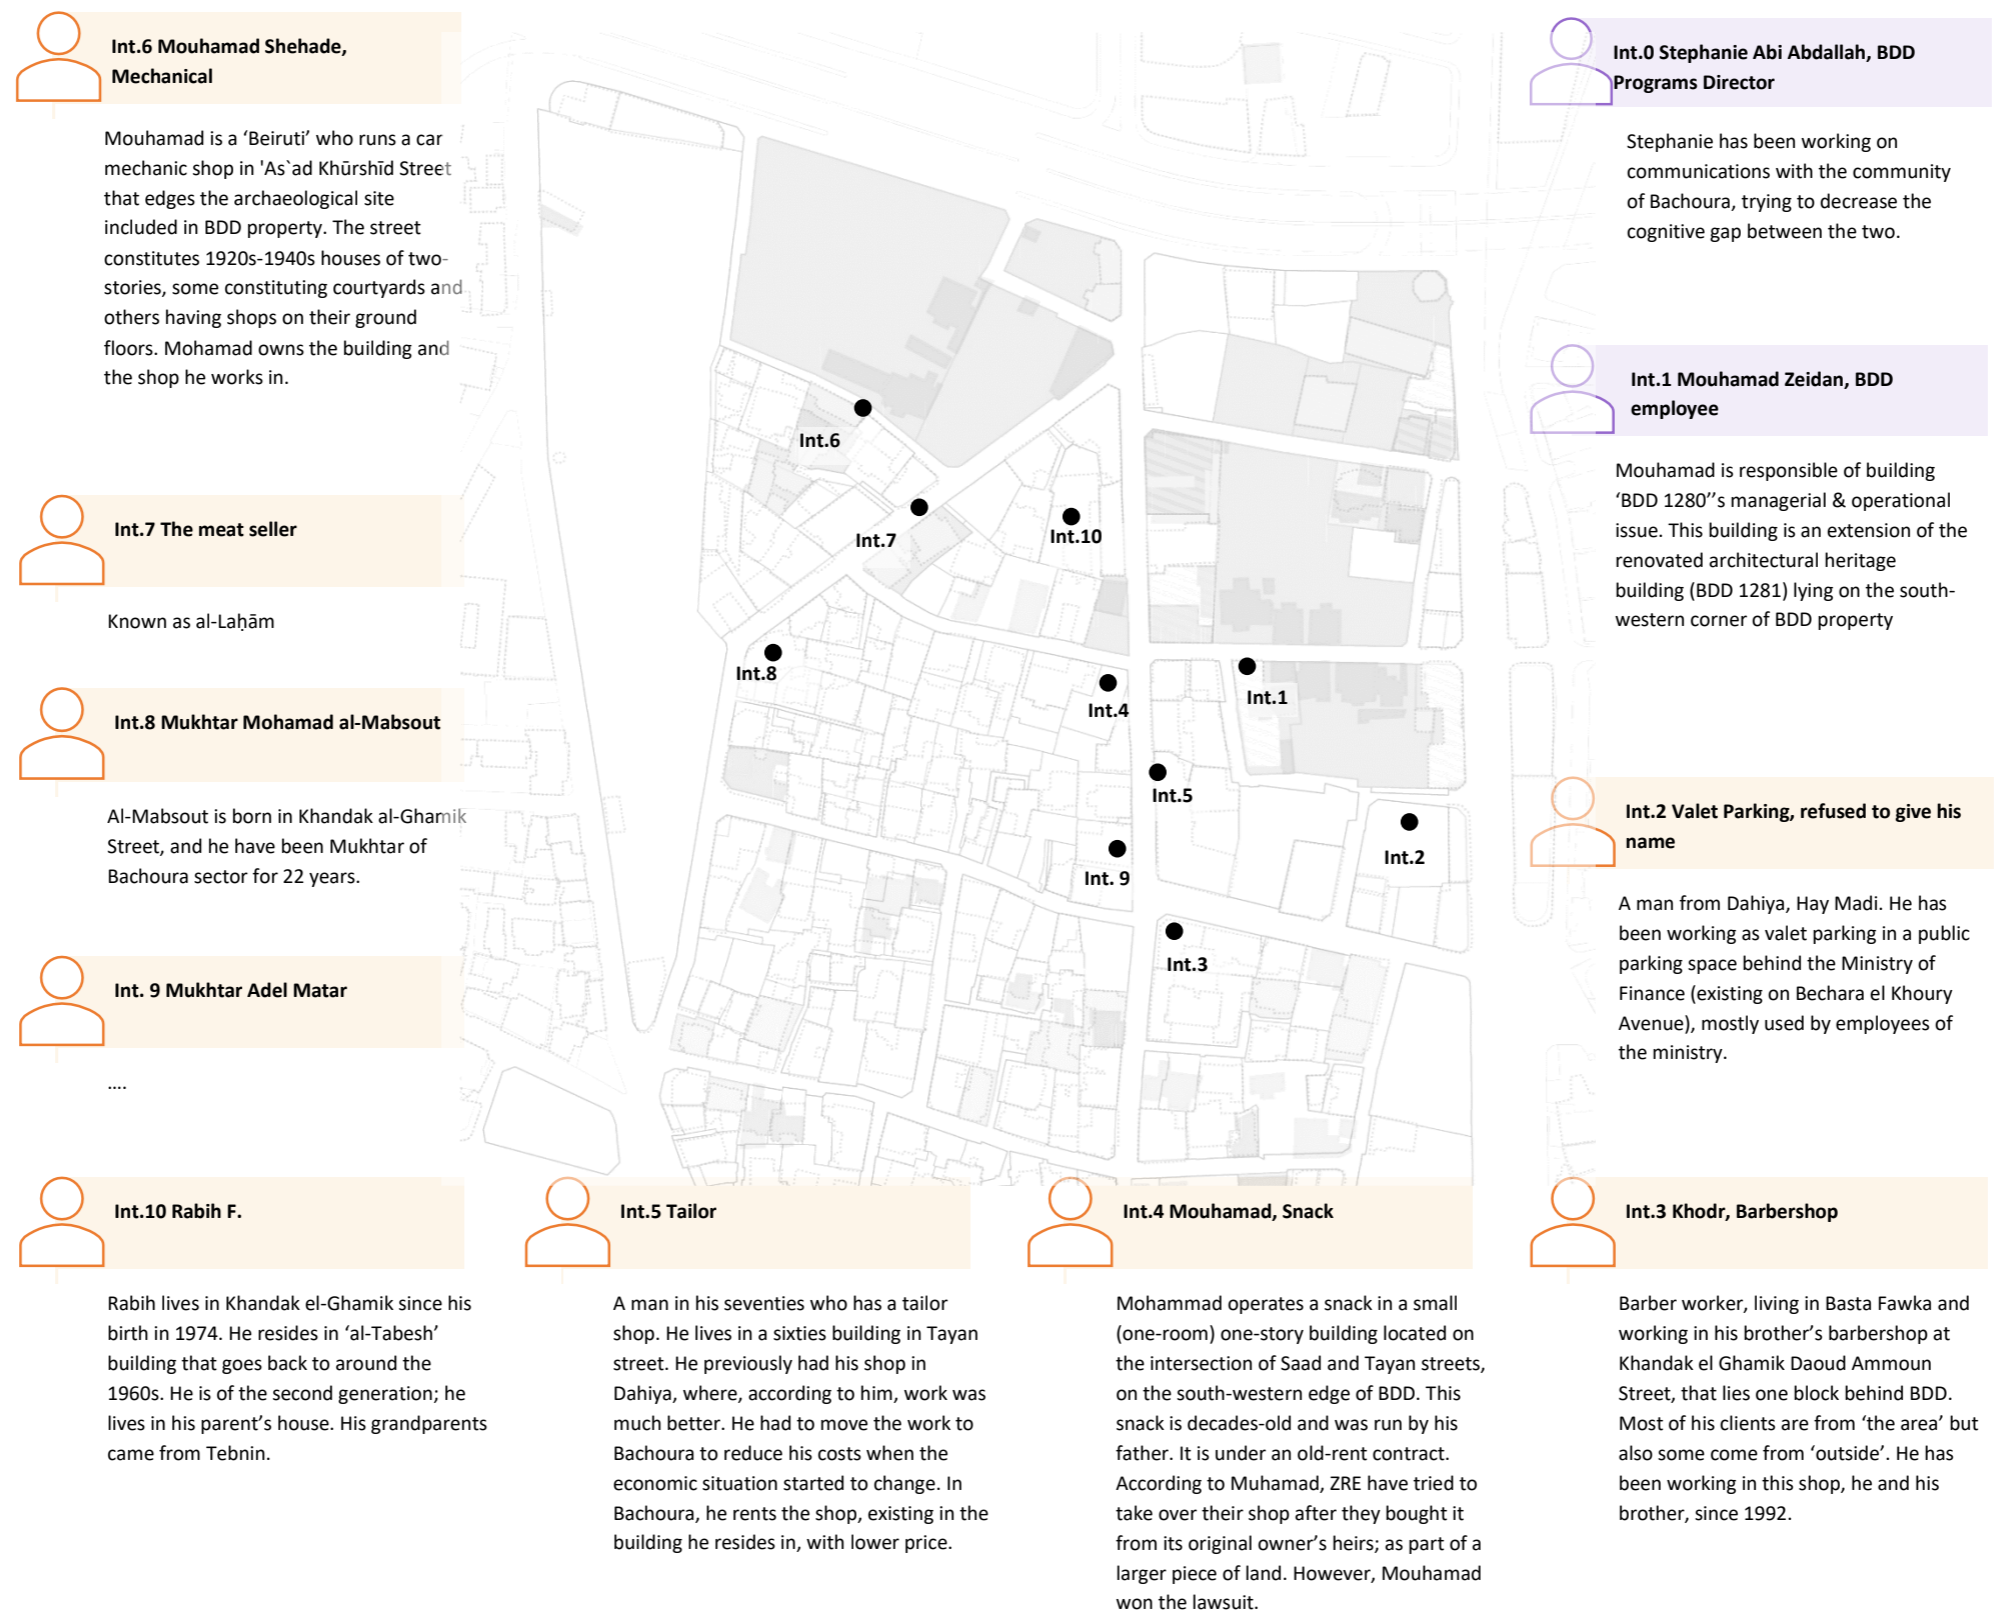 Int.6 Mouhamad Shehade,
Mechanical
Mouhamad is a ‘Beiruti’ who runs a car
mechanic shop in 'As`ad Khūrshīd Street
that edges the archaeological site
included in BDD property. The street
constitutes 1920s-1940s houses of two-
stories, some constituting courtyards and
others having shops on their ground
floors. Mohamad owns the building and
the shop he works in.
Int.7 The meat seller
Known as al-Laḥām
Int.8 Mukhtar Mohamad al-Mabsout
Al-Mabsout is born in Khandak al-Ghamik
Street, and he have been Mukhtar of
Bachoura sector for 22 years.
Int. 9 Mukhtar Adel Matar
....
Int.10 Rabih F.
Rabih lives in Khandak el-Ghamik since his
birth in 1974. He resides in ‘al-Tabesh’
building that goes back to around the
1960s. He is of the second generation; he
lives in his parent’s house. His grandparents
came from Tebnin.
Int.5 Tailor
A man in his seventies who has a tailor
shop. He lives in a sixties building in Tayan
street. He previously had his shop in
Dahiya, where, according to him, work was
much better. He had to move the work to
Bachoura to reduce his costs when the
economic situation started to change. In
Bachoura, he rents the shop, existing in the
building he resides in, with lower price.
Int.4 Mouhamad, Snack
Mohammad operates a snack in a small
(one-room) one-story building located on
the intersection of Saad and Tayan streets,
on the south-western edge of BDD. This
snack is decades-old and was run by his
father. It is under an old-rent contract.
According to Muhamad, ZRE have tried to
take over their shop after they bought it
from its original owner’s heirs; as part of a
larger piece of land. However, Mouhamad
won the lawsuit.
Int.3 Khodr, Barbershop
Barber worker, living in Basta Fawka and
working in his brother’s barbershop at
Khandak el Ghamik Daoud Ammoun
Street, that lies one block behind BDD.
Most of his clients are from ‘the area’ but
also some come from ‘outside’. He has
been working in this shop, he and his
brother, since 1992.
Int.0 Stephanie Abi Abdallah, BDD
Programs Director
Stephanie has been working on
communications with the community
of Bachoura, trying to decrease the
cognitive gap between the two.
Int.1 Mouhamad Zeidan, BDD
employee
Mouhamad is responsible of building
‘BDD 1280’’s managerial & operational
issue. This building is an extension of the
renovated architectural heritage
building (BDD 1281) lying on the south-
western corner of BDD property
Int.2 Valet Parking, refused to give his
name
A man from Dahiya, Hay Madi. He has
been working as valet parking in a public
parking space behind the Ministry of
Finance (existing on Bechara el Khoury
Avenue), mostly used by employees of
the ministry.
Int.6
Int.7
Int.10
Int.8
Int.4
Int.1
Int.5
Int.2
Int. 9
Int.3